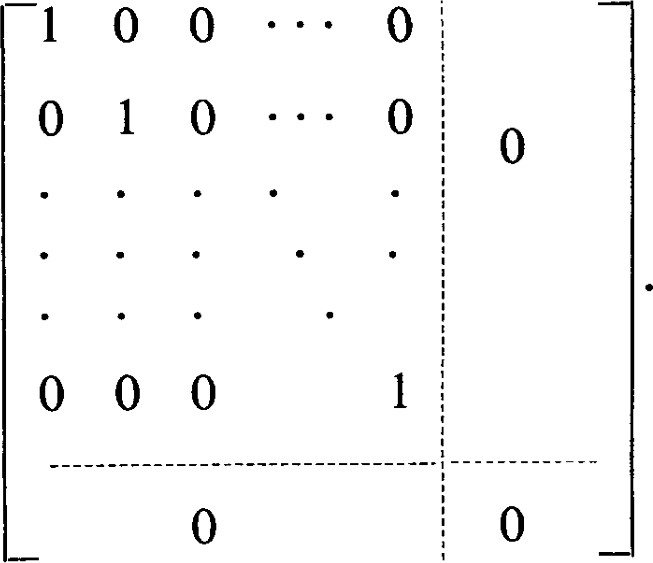 1 0 0 · · · 0
0 1 0 · · · 0
0
· · · · ·
· · · · ·
· · · ·
0 0 0 1
0 0
.